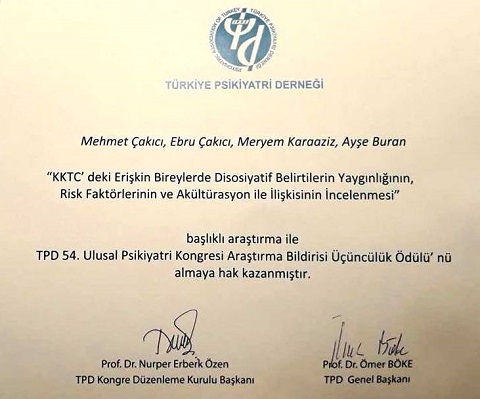 TÜRKİYE PSİKİYATRİ DERNEĞİ
Mehmet Çakıcı, Ebru Çakıcı, Meryem Karaaziz, Ayşe Buran
“KKTC’ deki Erişkin Bireylerde Disosiyatif Belirtilerin Yaygınlığının,
Risk Faktörlerinin ve Akültürasyon ile İlişkisinin İncelenmesi”
başlıklı araştırma ile
TPD 54. Ulusal Psikiyatri Kongresi Araştırma Bildirisi Üçüncülük Ödülü’ nü
almaya hak kazanmıştır.
Prof. Dr. Nurper Erberk Özen
TPD Kongre Düzenleme Kurulu Başkanı
Prof. Dr. Ömer BÖKE
TPD Genel Başkanı